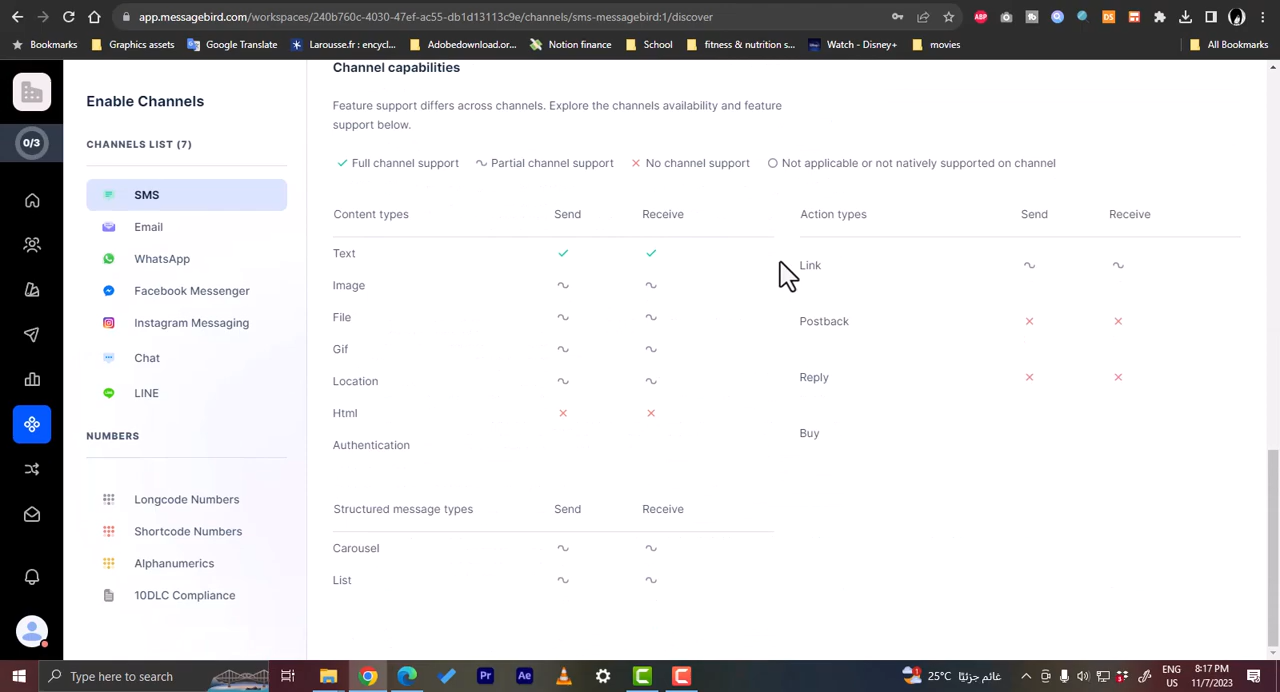 app.messagebird.com/workspaces/240b760c-4030-47ef-ac55-db1d13113c9e/channels/sms-messagebird:1/discover
Bookmarks
Graphics
Google Translate
Larousse.fr : encycl...
Adobedownload.or...
Notion finance
School
fitness & nutrition s...
Watch - Disney+
movies
All Bookmarks
ABP
DS
0/3
Enable Channels
CHANNELS LIST (7)
SMS
Email
WhatsApp
Facebook Messenger
Instagram Messaging
Chat
LINE
NUMBERS
Longcode Numbers
Shortcode Numbers
Alphanumerics
10DLC Compliance
Channel capabilities
Feature support differs across channels. Explore the channels availability and feature
support below.
Full channel support
Partial channel support
No channel support
Not applicable or not natively supported on channel
Content types Send Receive
Text
Image
File
Gif
Location
Html
Authentication
Structured message types Send Receive
Carousel
List
Action types Send Receive
Link
Postback
Reply
Buy
Type here to search
Pr
Ae
25°C غائم جزئيًا
ENG
US
8:17 PM
11/7/2023